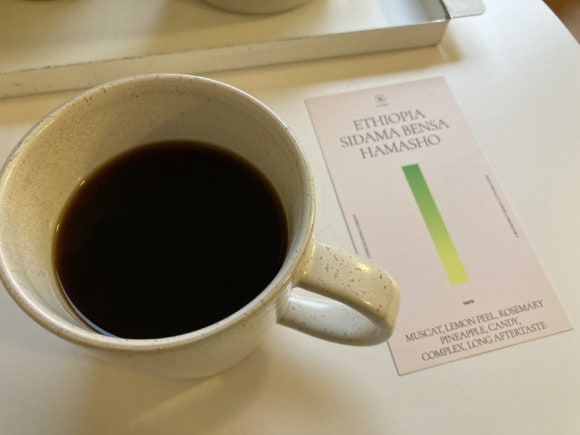 ETHIOPIA
SIDAMA BENSA
HAMASHO
MUSCAT, LEMON PEEL, ROSEMARY
PINEAPPLE, CANDY,
COMPLEX, LONG AFTERTASTE